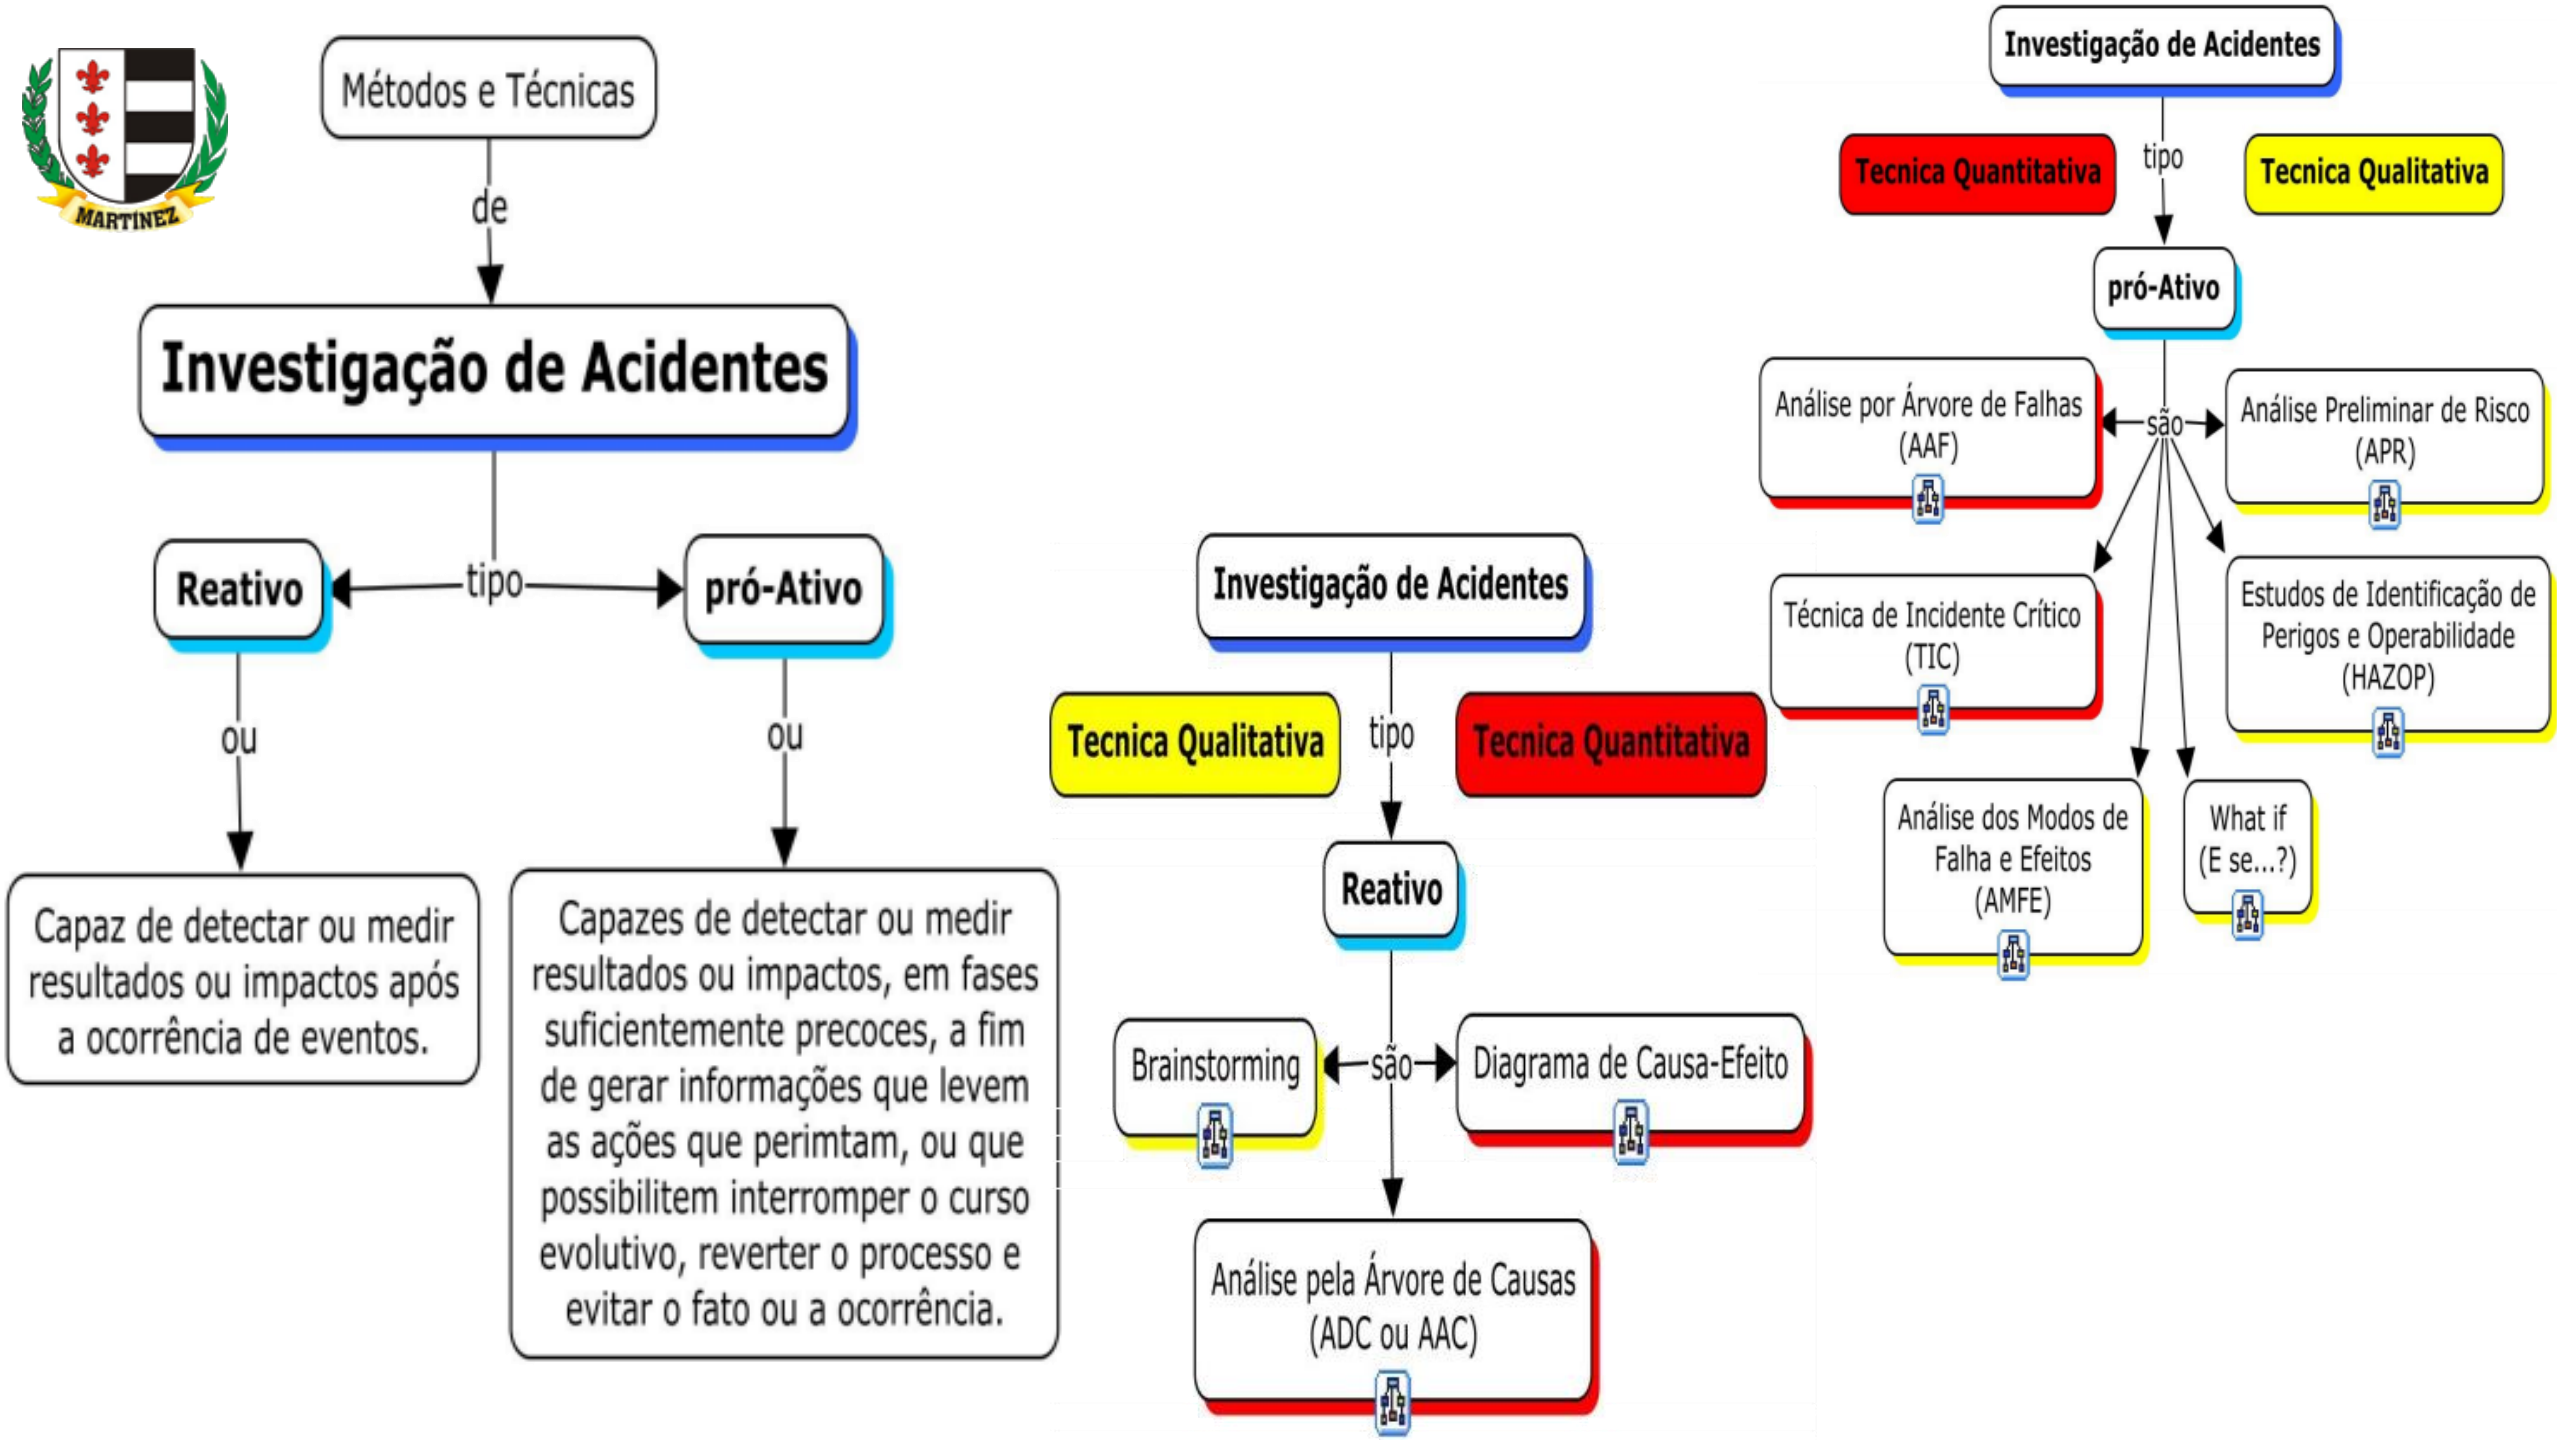 MARTÍNEZ
Métodos e Técnicas
de
Investigação de Acidentes
Reativo
tipo
pró-Ativo
ou
ou
Capaz de detectar ou medir
resultados ou impactos após
a ocorrência de eventos.
Capazes de detectar ou medir
resultados ou impactos, em fases
suficientemente precoces, a fim
de gerar informações que levem
as ações que perimtam, ou que
possibilitem interromper o curso
evolutivo, reverter o processo e
evitar o fato ou a ocorrência.
Investigação de Acidentes
Tecnica Qualitativa
tipo
Tecnica Quantitativa
Reativo
Brainstorming
são
Diagrama de Causa-Efeito
Análise pela Árvore de Causas
(ADC ou AAC)
Investigação de Acidentes
Tecnica Quantitativa
tipo
Tecnica Qualitativa
pró-Ativo
Análise por Árvore de Falhas
(AAF)
são
Análise Preliminar de Risco
(APR)
Técnica de Incidente Crítico
(TIC)
Estudos de Identificação de
Perigos e Operabilidade
(HAZOP)
Análise dos Modos de
Falha e Efeitos
(AMFE)
What if
(E se...?)